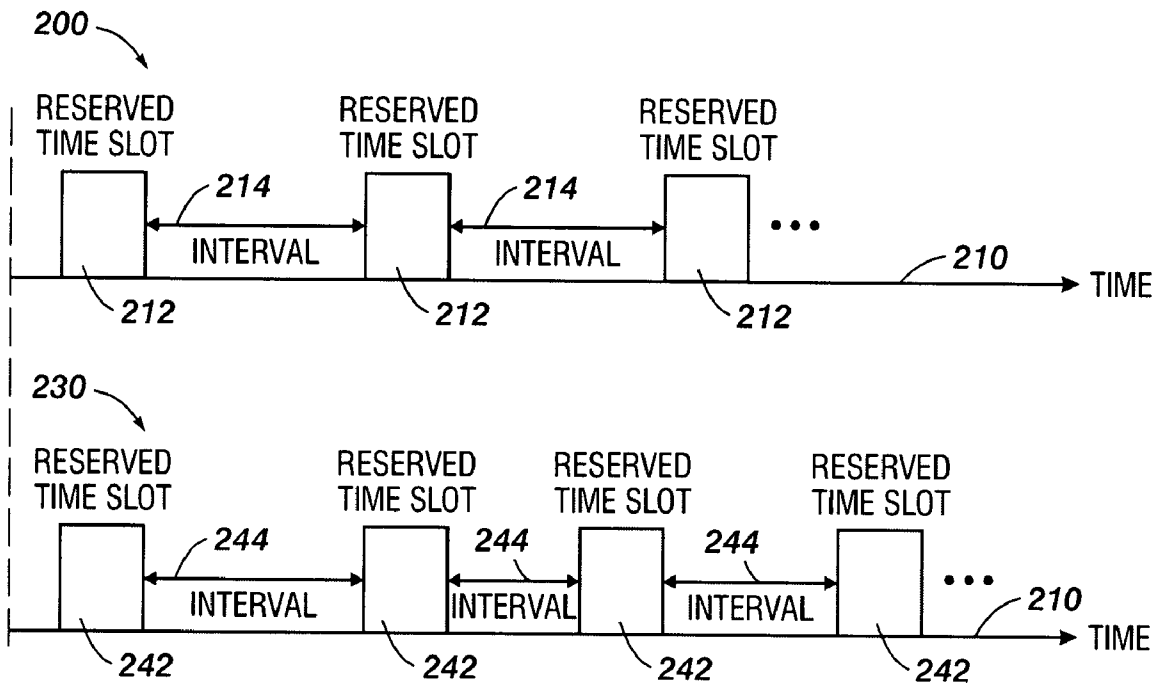 200
RESERVED
TIME SLOT
RESERVED
TIME SLOT
RESERVED
TIME SLOT
214
214
INTERVAL
INTERVAL
•••
210
TIME
212
212
212
230
RESERVED
TIME SLOT
RESERVED
TIME SLOT
RESERVED
TIME SLOT
RESERVED
TIME SLOT
244
244
244
INTERVAL
INTERVAL
INTERVAL
•••
210
TIME
242
242
242
242